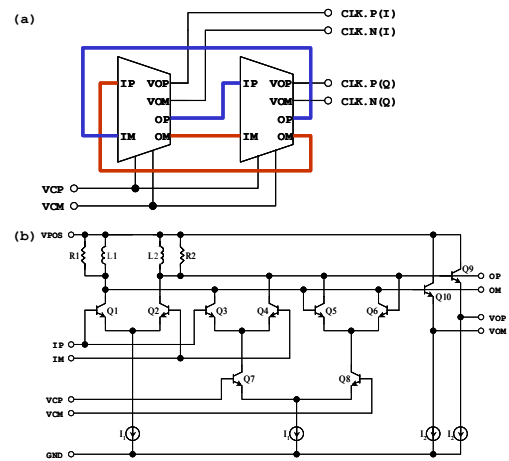 (a)
CLK.P(I)
CLK.N(I)
IP VOP IP VOP CLK.P(Q)
VOM VOM CLK.N(Q)
OP OP
IM OM IM OM
VCP
VCM
(b) VPOS
R1 L1 L2 R2 Q9
OP
Q10 OM
Q1 Q2 Q3 Q4 Q5 Q6
VOP
VOM
IP
IM
Q7 Q8
VCP
VCM
I1 I1 I2 I2
GND